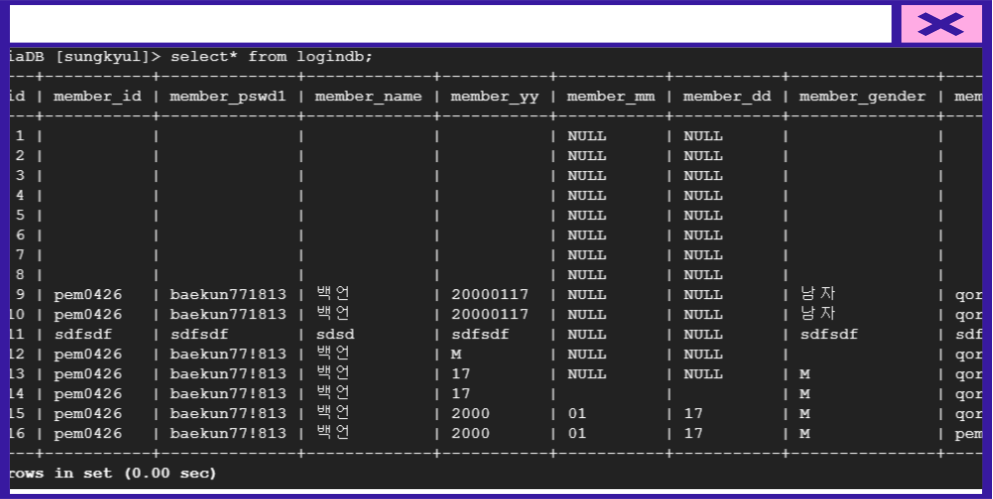 iaDB [sungkyul]> select* from logindb;
id | member_id | member_pswd1 | member_name | member_yy | member_mm | member_dd | member_gender | mem
1 | | | | | NULL | NULL | |
2 | | | | | NULL | NULL | |
3 | | | | | NULL | NULL | |
4 | | | | | NULL | NULL | |
5 | | | | | NULL | NULL | |
6 | | | | | NULL | NULL | |
7 | | | | | NULL | NULL | |
8 | | | | | NULL | NULL | |
9 | pem0426 | baekun771813 | 백언 | 20000117 | NULL | NULL | 남자 | qor
10 | pem0426 | baekun771813 | 백언 | 20000117 | NULL | NULL | 남자 | qor
11 | sdfsdf | sdfsdf | sdsd | sdfsdf | NULL | NULL | sdfsdf | sdf
12 | pem0426 | baekun77!813 | 백언 | M | NULL | NULL | | qor
13 | pem0426 | baekun77!813 | 백언 | 17 | NULL | NULL | M | qor
14 | pem0426 | baekun77!813 | 백언 | 17 | | | M | qor
15 | pem0426 | baekun77!813 | 백언 | 2000 | 01 | 17 | M | qor
16 | pem0426 | baekun77!813 | 백언 | 2000 | 01 | 17 | M | pem
rows in set (0.00 sec)